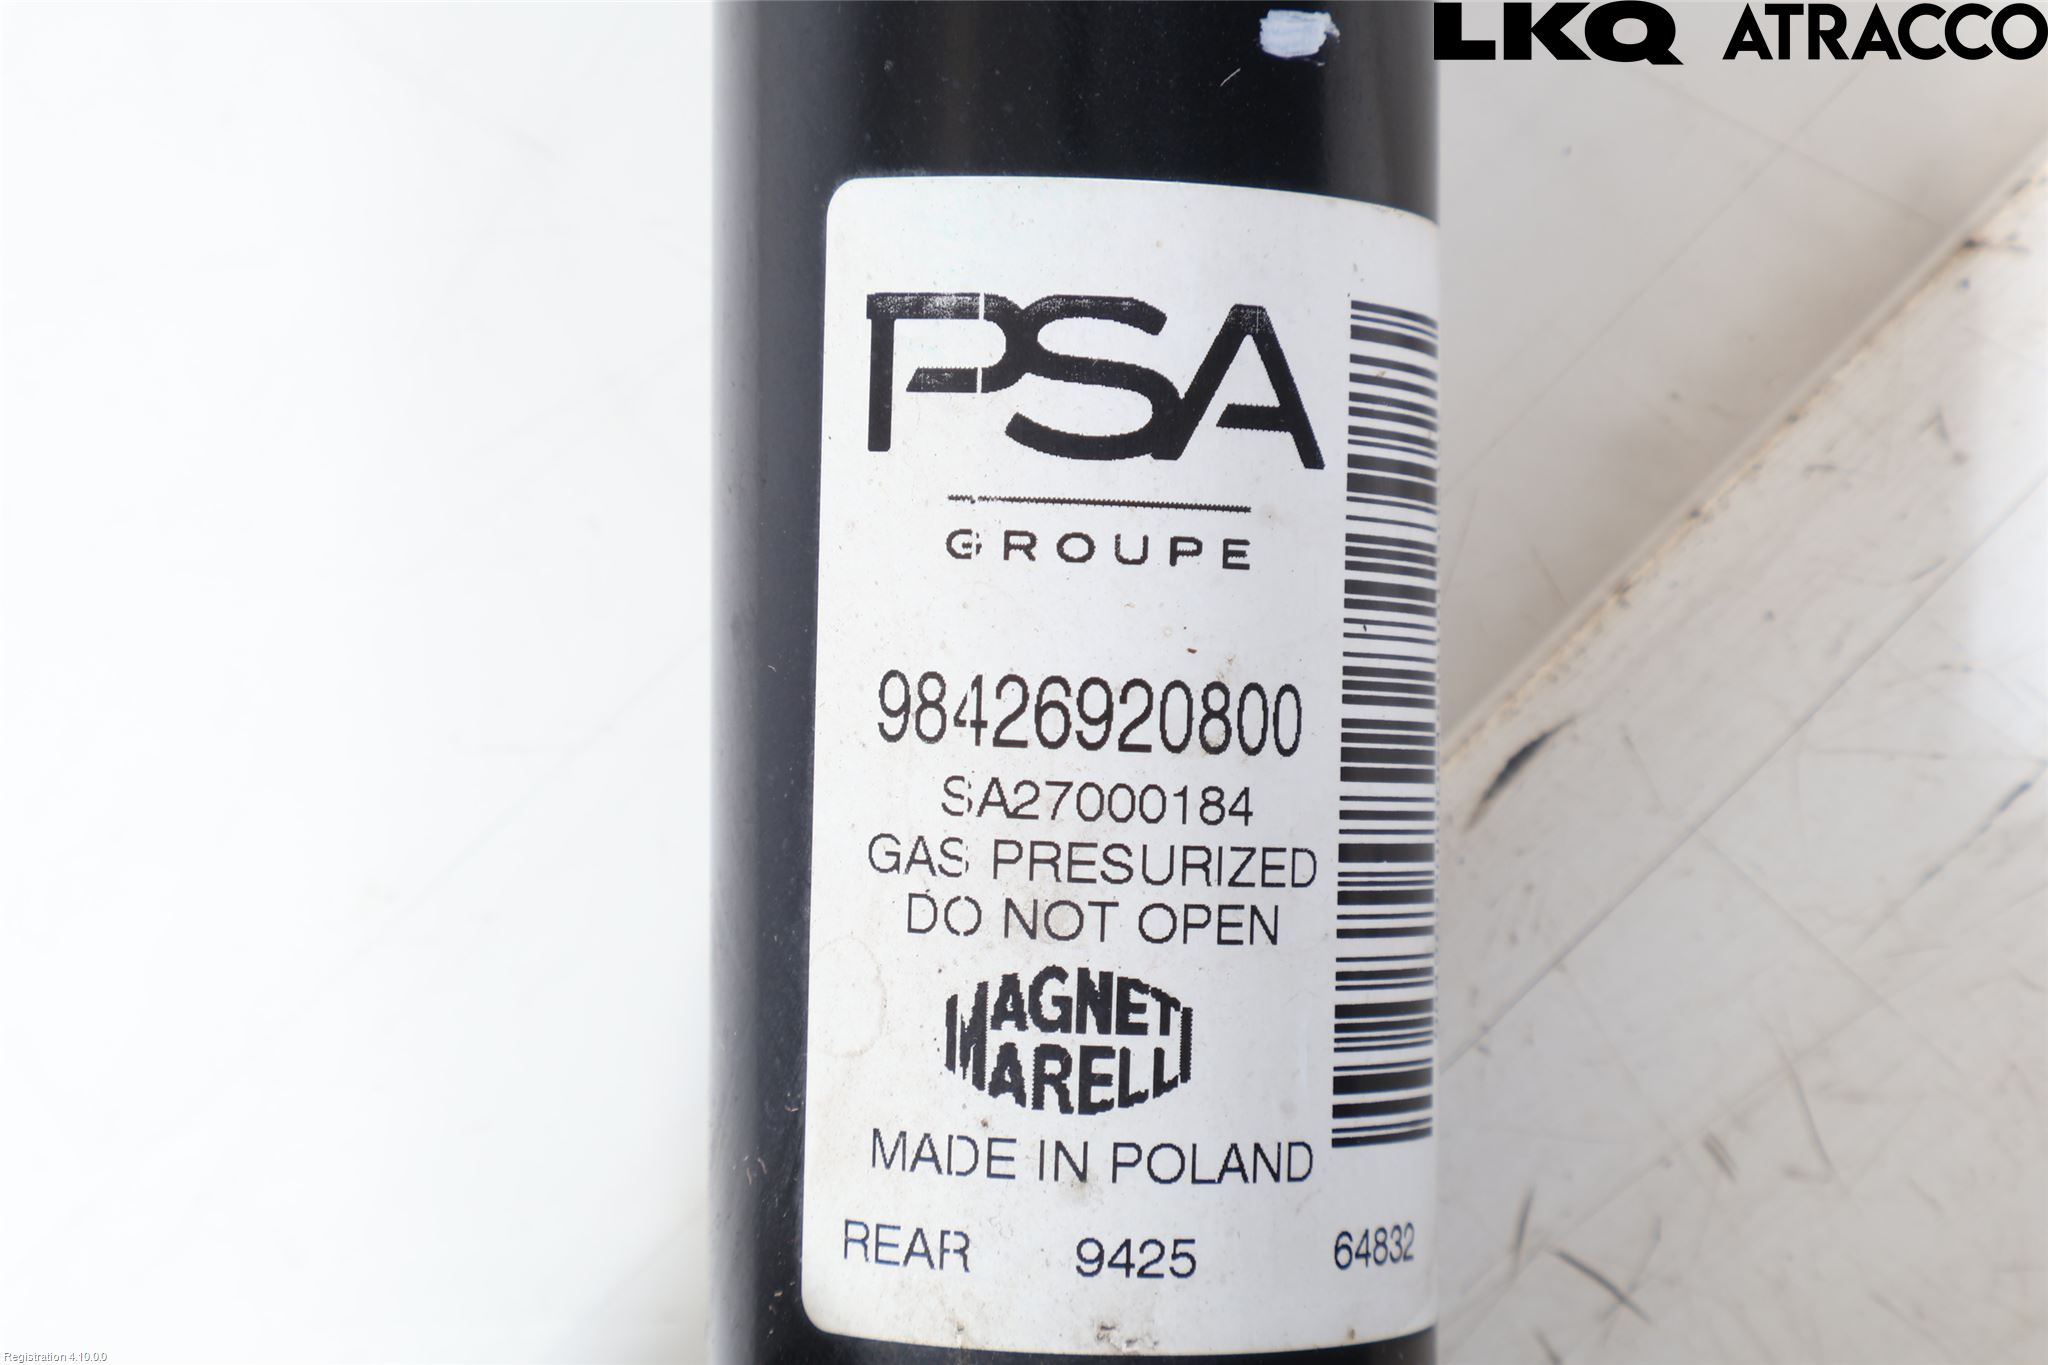 LKQ ATRACCO
PSA
GROUPE
98426920800
SA27000184
GAS PRESURIZED
DO NOT OPEN
MAGNETI
MARELLI
MADE IN POLAND
REAR 9425 64832
Registration 4.10.0.0